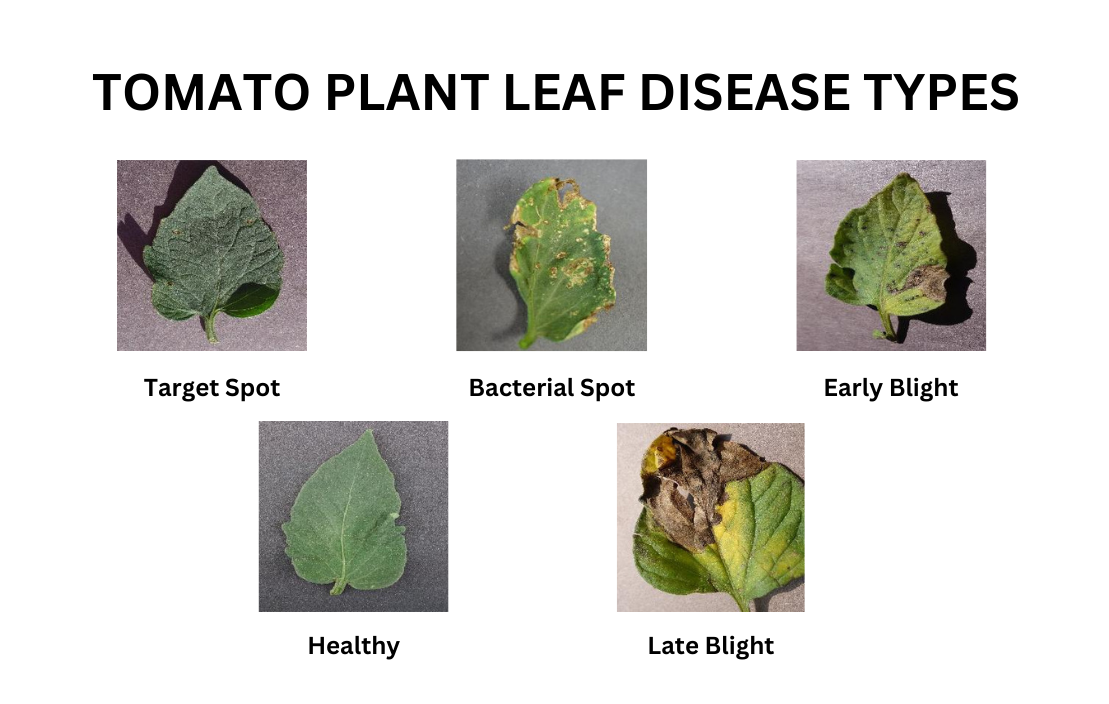 TOMATO PLANT LEAF DISEASE TYPES
Target Spot
Bacterial Spot
Early Blight
Healthy
Late Blight